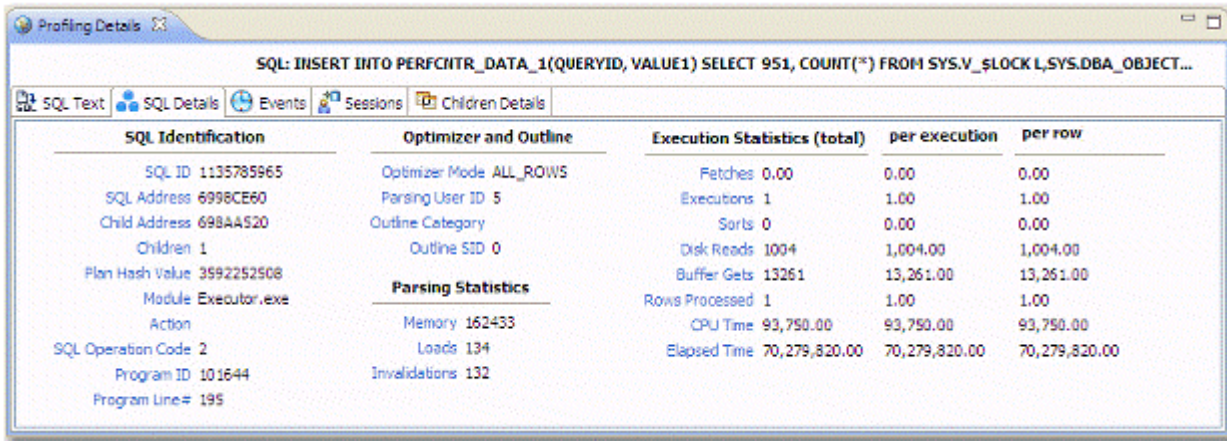 Profiling Details
SQL: INSERT INTO PERFCNTR_DATA_1(QUERYID, VALUE1) SELECT 951, COUNT(*) FROM SYS.V_$LOCK L,SYS.DBA_OBJECT...
SQL Text SQL Details Events Sessions Children Details
SQL Identification
SQL ID 1135785965
SQL Address 6998CE60
Child Address 698AA520
Children 1
Plan Hash Value 3592252508
Module Executor.exe
Action
SQL Operation Code 2
Program ID 101644
Program Line# 195
Optimizer and Outline
Optimizer Mode ALL_ROWS
Parsing User ID 5
Outline Category
Outline SID 0
Parsing Statistics
Memory 162433
Loads 134
Invalidations 132
Execution Statistics (total) per execution per row
Fetches 0.00 0.00 0.00
Executions 1 1.00 1.00
Sorts 0 0.00 0.00
Disk Reads 1004 1,004.00 1,004.00
Buffer Gets 13261 13,261.00 13,261.00
Rows Processed 1 1.00 1.00
CPU Time 93,750.00 93,750.00 93,750.00
Elapsed Time 70,279,820.00 70,279,820.00 70,279,820.00